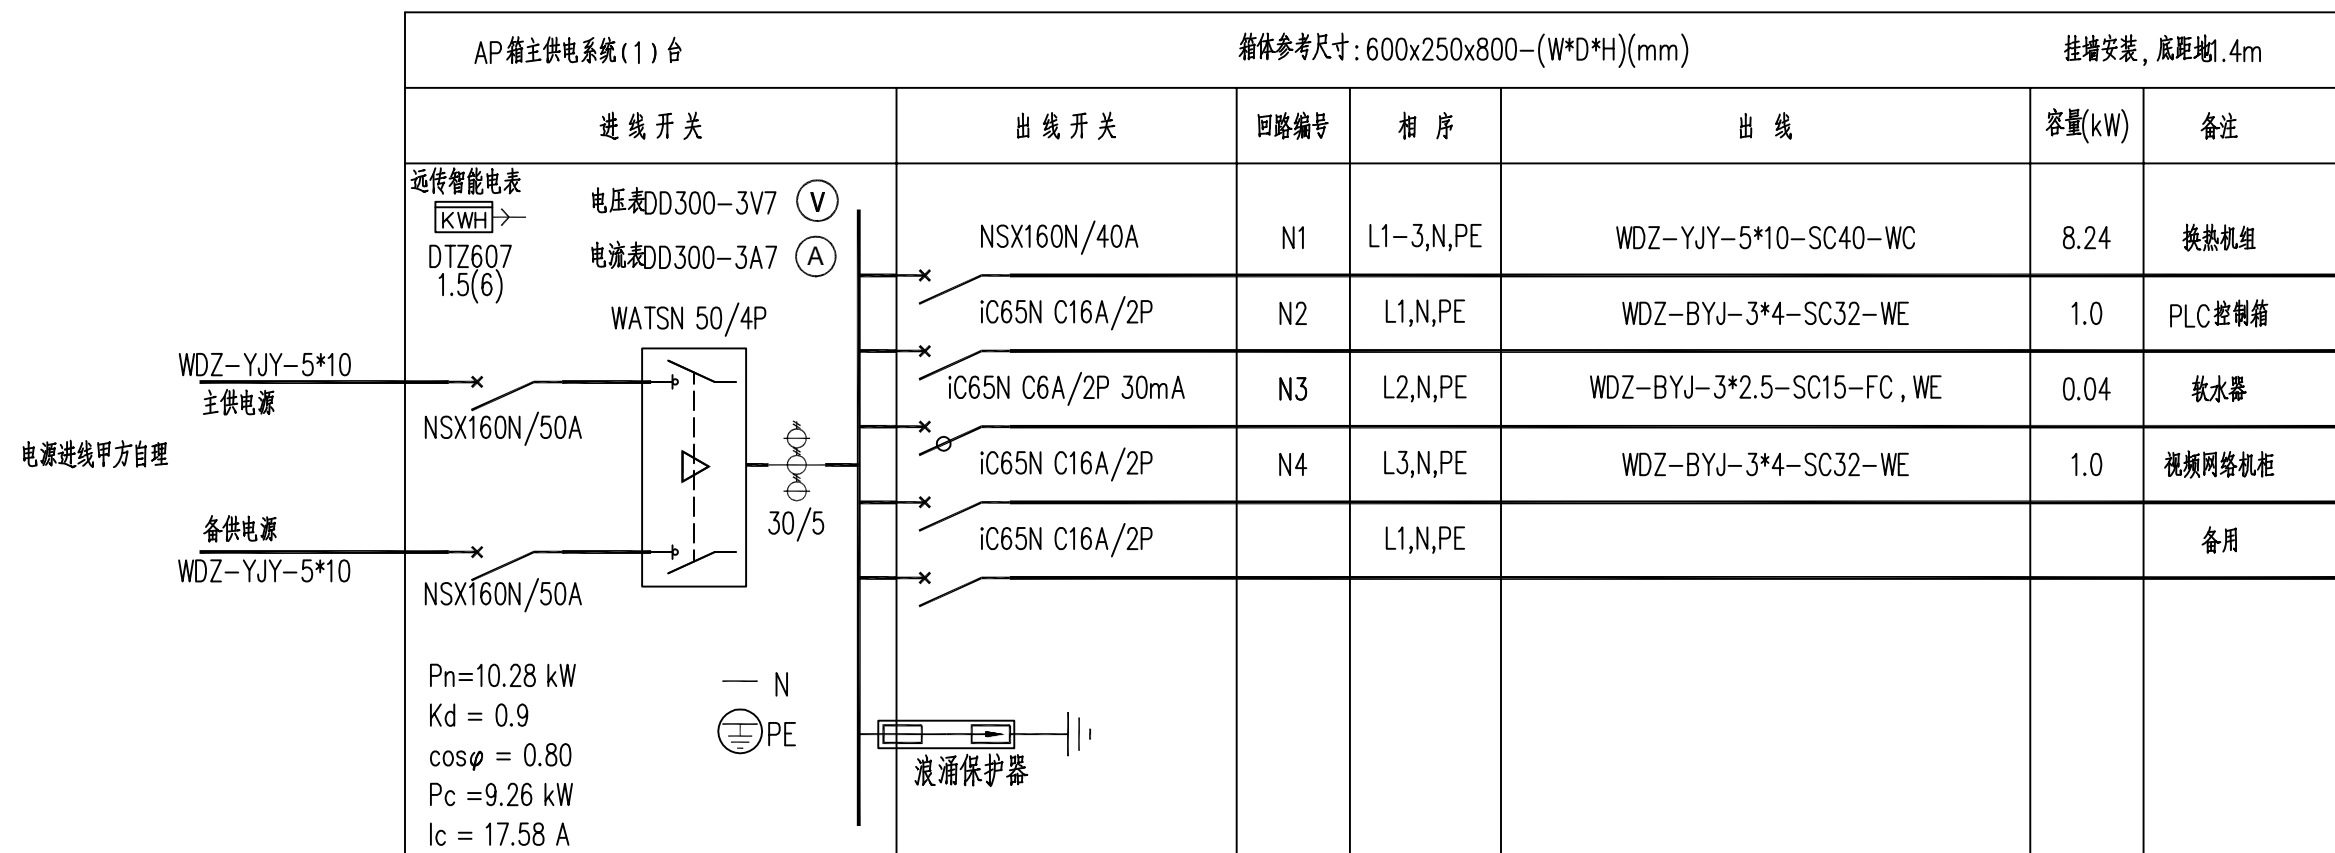 AP箱主供电系统(1)台 箱体参考尺寸:600x250x800-(W*D*H)(mm) 挂墙安装,底距地1.4m
进线开关 出线开关 回路编号 相序 出线 容量(kW) 备注
远传智能电表
KWH
DTZ607
1.5(6)
电压表DD300-3V7 V
电流表DD300-3A7 A
WATSN 50/4P
WDZ-YJY-5*10
主供电源
NSX160N/50A
电源进线甲方自理
备供电源
WDZ-YJY-5*10
NSX160N/50A
30/5
NSX160N/40A N1 L1-3,N,PE WDZ-YJY-5*10-SC40-WC 8.24 换热机组
iC65N C16A/2P N2 L1,N,PE WDZ-BYJ-3*4-SC32-WE 1.0 PLC控制箱
iC65N C6A/2P 30mA N3 L2,N,PE WDZ-BYJ-3*2.5-SC15-FC,WE 0.04 软水器
iC65N C16A/2P N4 L3,N,PE WDZ-BYJ-3*4-SC32-WE 1.0 视频网络机柜
iC65N C16A/2P L1,N,PE 备用
Pn=10.28 kW
Kd = 0.9
cosφ = 0.80
Pc =9.26 kW
Ic = 17.58 A
N
PE
浪涌保护器